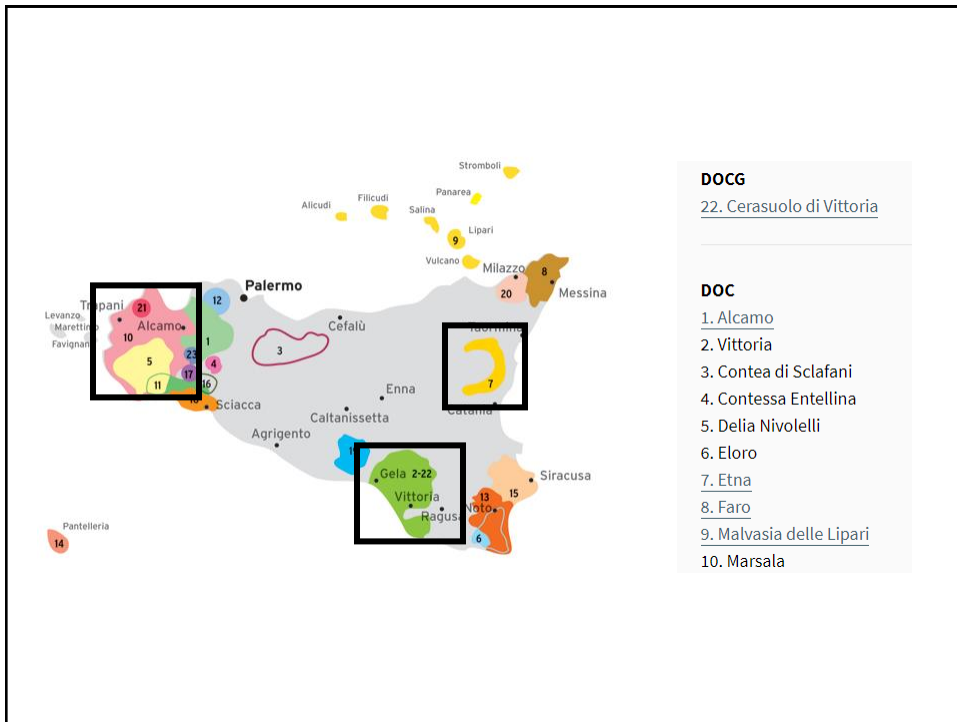 Stromboli
Panarea
Filicudi
Alicudi
Salina
Lipari
9
Vulcano
Milazzo
8
20
Messina
Palermo
12
Trapani
21
Levanzo
Marettimo
Favignan
10
Alcamo
1
Cefalù
3
Taormina
5
23
4
17
11
16
18
Sciacca
7
Catania
Enna
Caltanissetta
Agrigento
Gela 2-22
Siracusa
15
13
Vittoria
Noto
Ragusa
6
Pantelleria
14
DOCG
22. Cerasuolo di Vittoria
DOC
1. Alcamo
2. Vittoria
3. Contea di Sclafani
4. Contessa Entellina
5. Delia Nivolelli
6. Eloro
7. Etna
8. Faro
9. Malvasia delle Lipari
10. Marsala